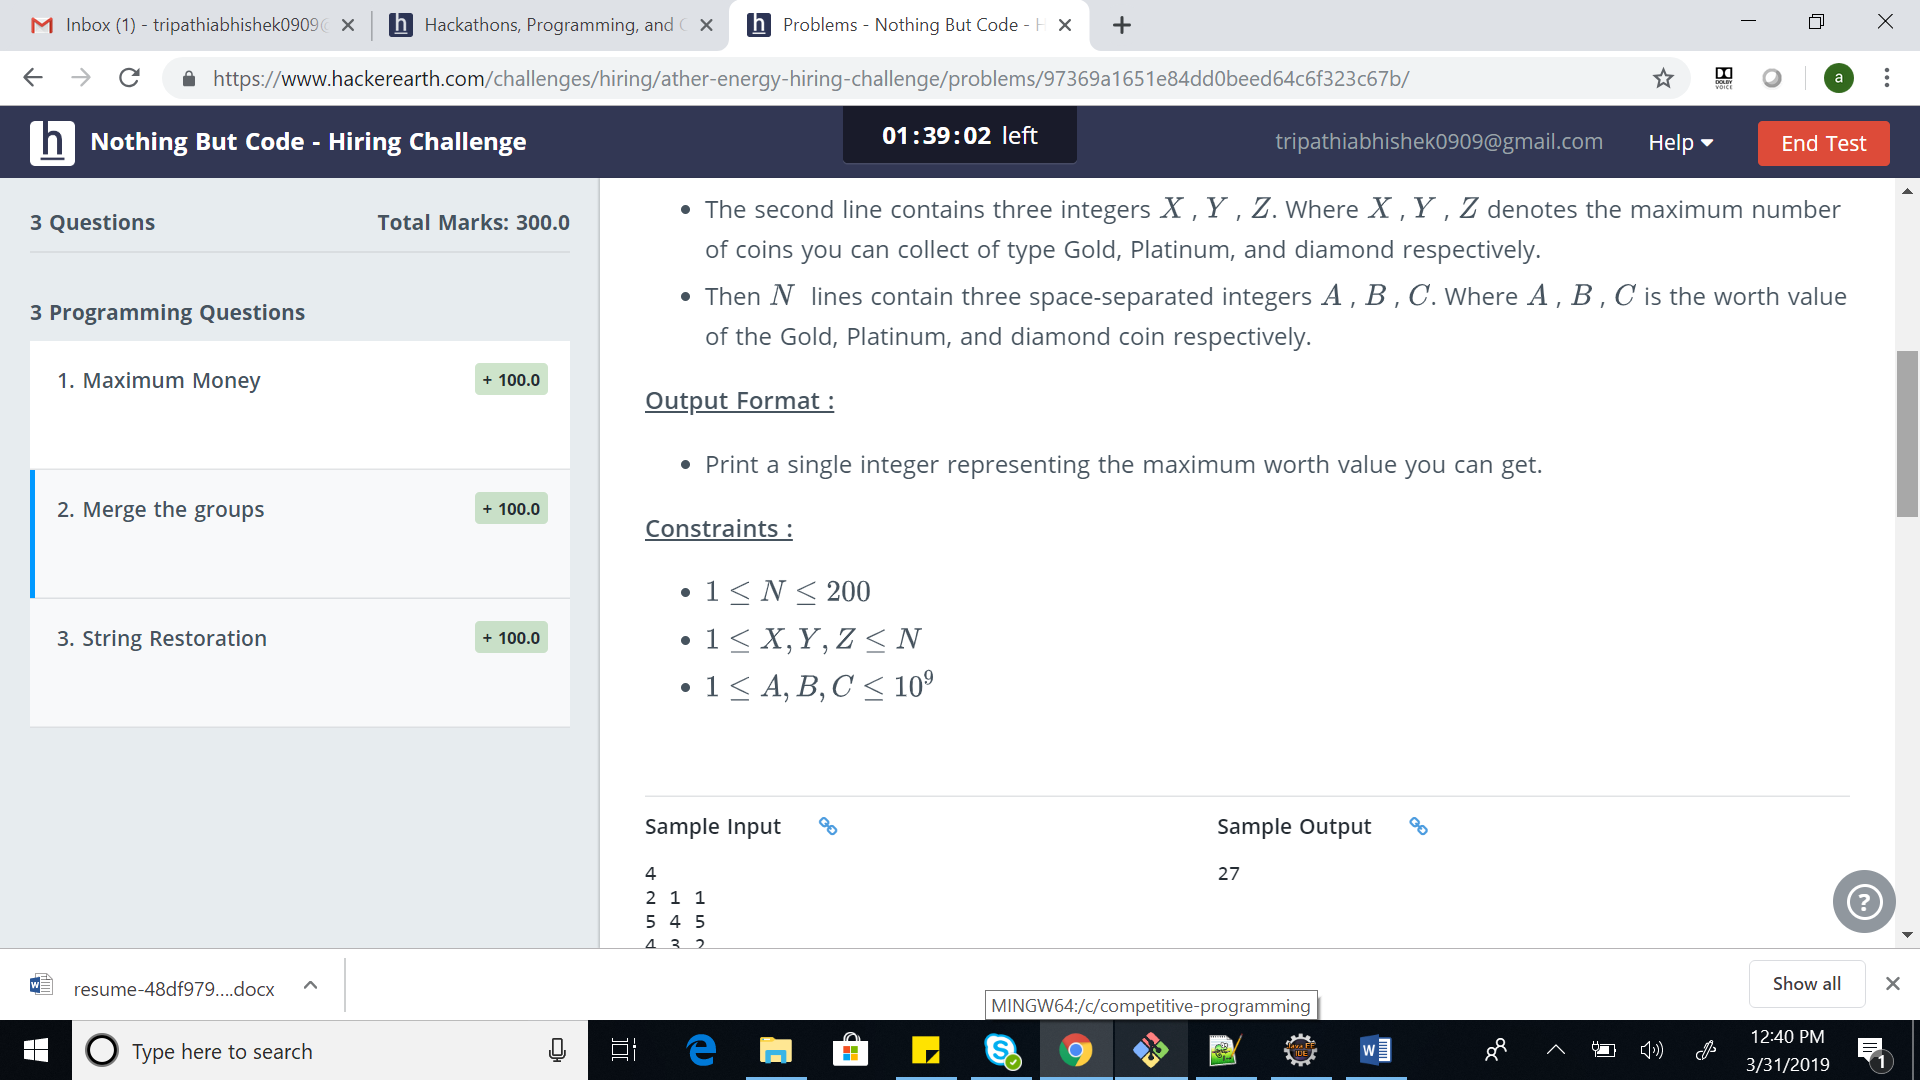 Inbox (1) - tripathiabhishek0909@
Hackathons, Programming, and C
Problems - Nothing But Code - H
https://www.hackerearth.com/challenges/hiring/ather-energy-hiring-challenge/problems/97369a1651e84dd0beed64c6f323c67b/
DOLBY
VOICE
a
h
Nothing But Code - Hiring Challenge
01:39:02 left
tripathiabhishek0909@gmail.com
Help
End Test
3 Questions
Total Marks: 300.0
3 Programming Questions
1. Maximum Money
+ 100.0
2. Merge the groups
+ 100.0
3. String Restoration
+ 100.0
• The second line contains three integers X , Y , Z. Where X , Y , Z denotes the maximum number
of coins you can collect of type Gold, Platinum, and diamond respectively.
• Then N lines contain three space-separated integers A , B , C. Where A , B , C is the worth value
of the Gold, Platinum, and diamond coin respectively.
Output Format :
• Print a single integer representing the maximum worth value you can get.
Constraints :
• 1 ≤ N ≤ 200
• 1 ≤ X, Y, Z ≤ N
• 1 ≤ A, B, C ≤ 10⁹
Sample Input
4
2 1 1
5 4 5
4 3 2
Sample Output
27
?
resume-48df979....docx
Show all
MINGW64:/c/competitive-programming
Type here to search
12:40 PM
3/31/2019
1